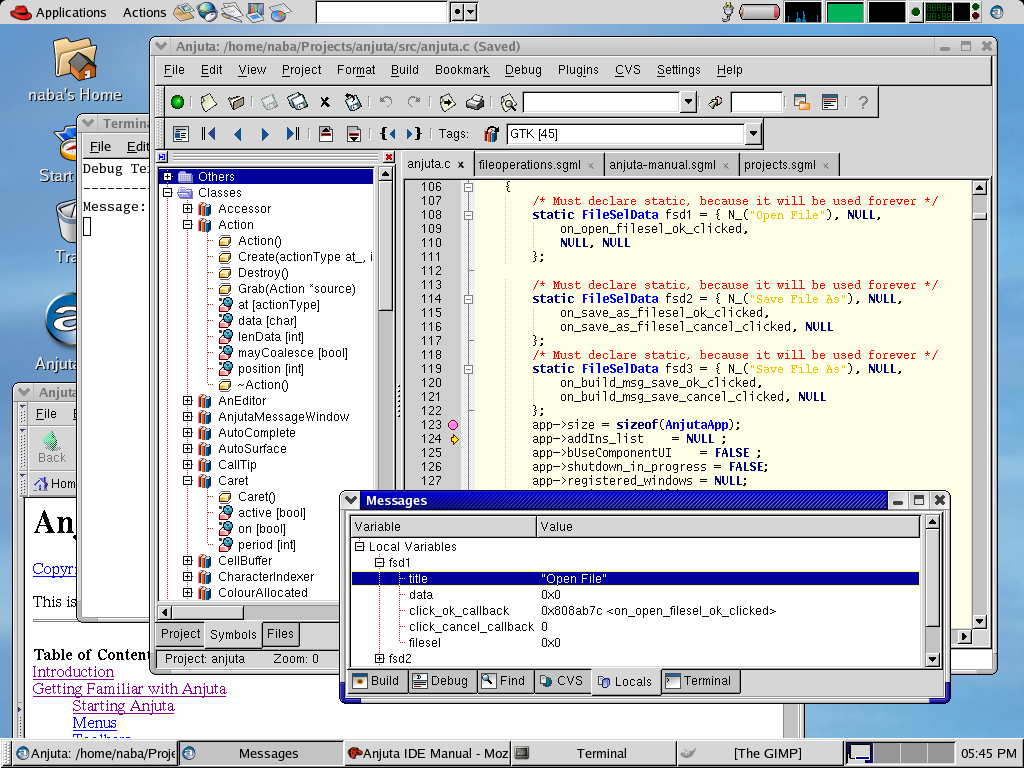 Applications Actions
naba's Home
Start
Tra
Anjuta
Terminal
File Edit
Debug Te
Message:
Anjuta: /home/naba/Projects/anjuta/src/anjuta.c (Saved)
File Edit View Project Format Build Bookmark Debug Plugins CVS Settings Help
Tags: GTK [45]
Others
Classes
Accessor
Action
Action()
Create(actionType at_, i
Destroy()
Grab(Action *source)
at [actionType]
data [char]
lenData [int]
mayCoalesce [bool]
position [int]
~Action()
AnEditor
AnjutaMessageWindow
AutoComplete
AutoSurface
CallTip
Caret
Caret()
active [bool]
on [bool]
period [int]
CellBuffer
CharacterIndexer
ColourAllocated
Project Symbols Files
Project: anjuta Zoom: 0
anjuta.c x fileoperations.sgml x anjuta-manual.sgml x projects.sgml x
106 {
107 /* Must declare static, because it will be used forever */
108 static FileSelData fsd1 = { N_("Open File"), NULL,
109 on_open_filesel_ok_clicked,
110 NULL, NULL
111 };
112
113 /* Must declare static, because it will be used forever */
114 static FileSelData fsd2 = { N_("Save File As"), NULL,
115 on_save_as_filesel_ok_clicked,
116 on_save_as_filesel_cancel_clicked, NULL
117 };
118 /* Must declare static, because it will be used forever */
119 static FileSelData fsd3 = { N_("Save File As"), NULL,
120 on_build_msg_save_ok_clicked,
121 on_build_msg_save_cancel_clicked, NULL
122 };
123 app->size = sizeof(AnjutaApp);
124 app->addIns_list = NULL ;
125 app->bUseComponentUI = FALSE ;
126 app->shutdown_in_progress = FALSE;
127 app->registered_windows = NULL;
Messages
Variable Value
Local Variables
fsd1
title "Open File"
data 0x0
click_ok_callback 0x808ab7c <on_open_filesel_ok_clicked>
click_cancel_callback 0
filesel 0x0
fsd2
Build Debug Find CVS Locals Terminal
Anjuta
File
Back
Home
Anj
Copyr
This is
Table of Conten
Introduction
Getting Familiar with Anjuta
Starting Anjuta
Menus
Anjuta: /home/naba/Proje Messages Anjuta IDE Manual - Moz Terminal [The GIMP] 05:45 PM